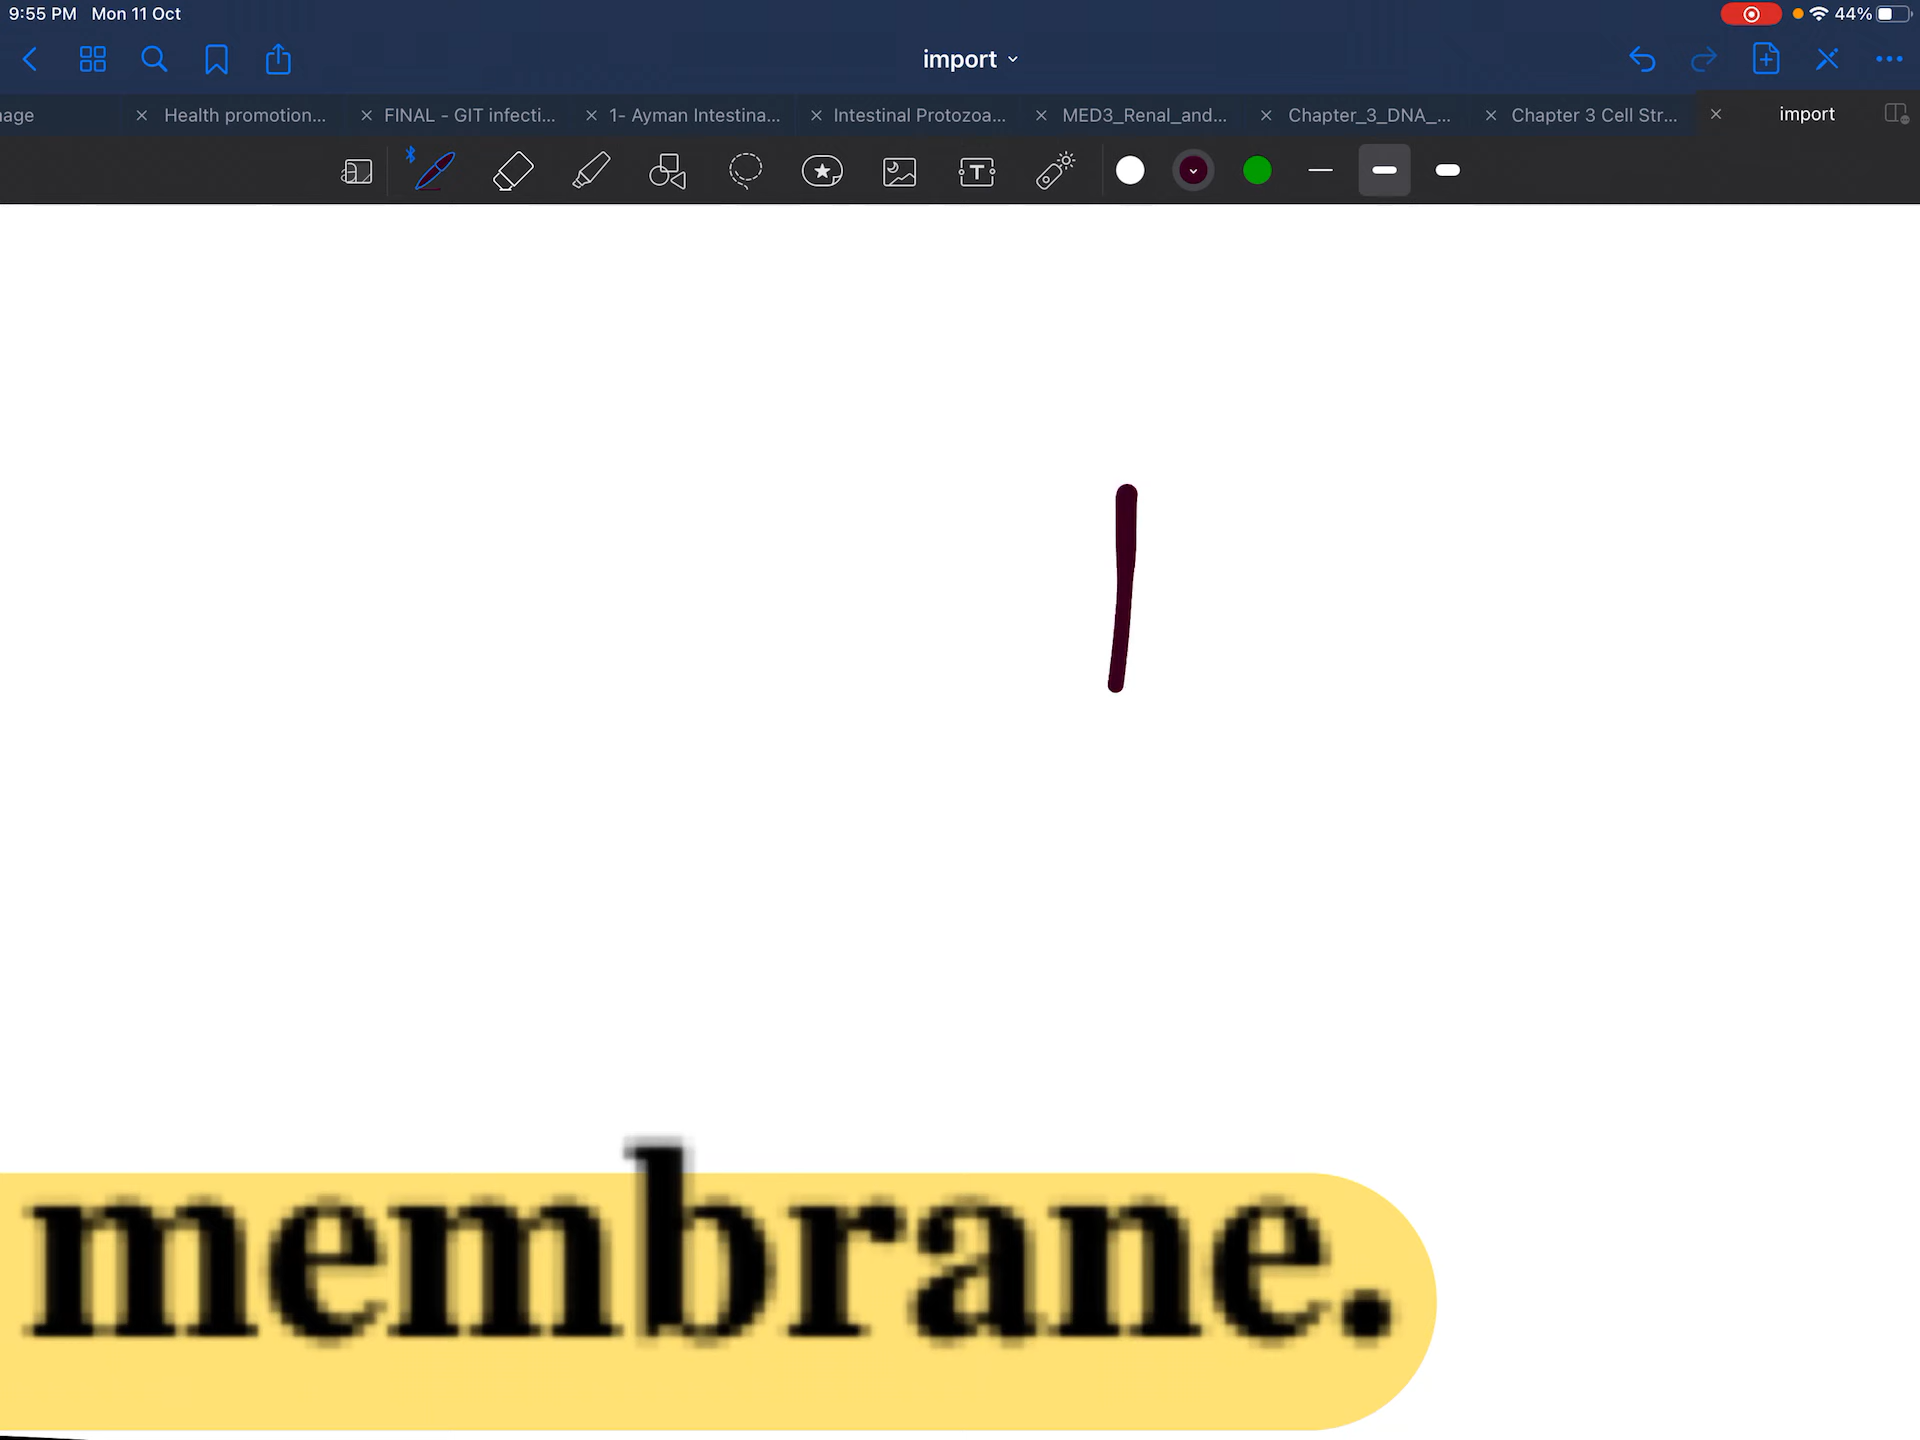 9:55 PM Mon 11 Oct 44%
import
age Health promotion... FINAL - GIT infecti... 1- Ayman Intestina... Intestinal Protozoa... MED3_Renal_and... Chapter_3_DNA_... Chapter 3 Cell Str... import
membrane.